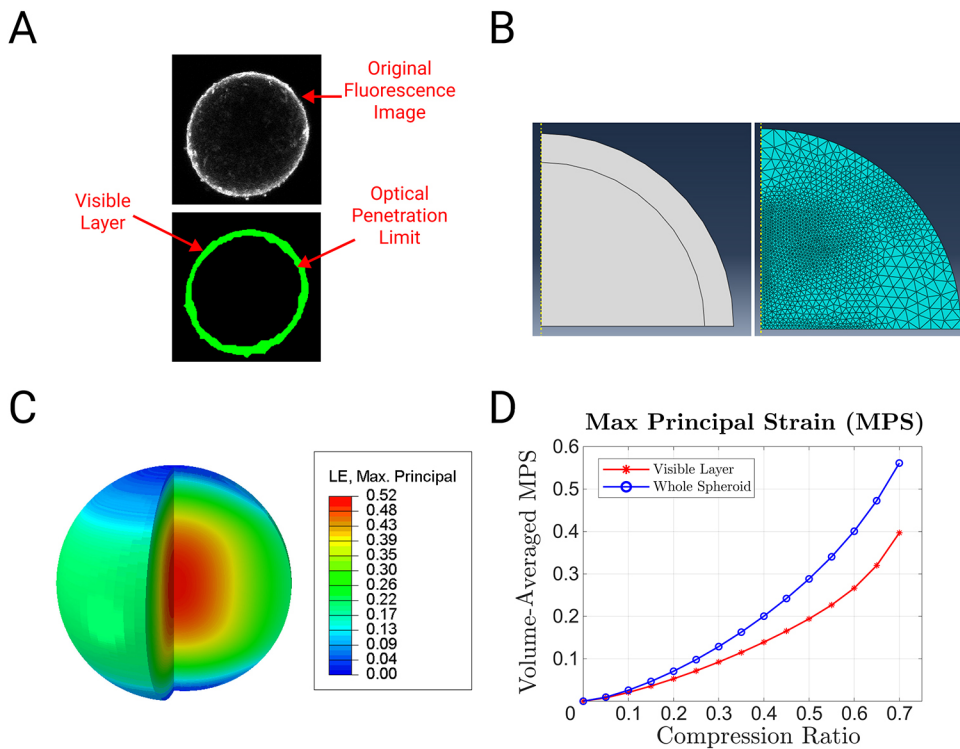 A
Original
Fluorescence
Image
Visible
Layer
Optical
Penetration
Limit
B
C
LE, Max. Principal
0.52
0.48
0.43
0.39
0.35
0.30
0.26
0.22
0.17
0.13
0.09
0.04
0.00
D
Max Principal Strain (MPS)
Volume-Averaged MPS
0.6
0.5
0.4
0.3
0.2
0.1
Visible Layer
Whole Spheroid
0 0.1 0.2 0.3 0.4 0.5 0.6 0.7
Compression Ratio